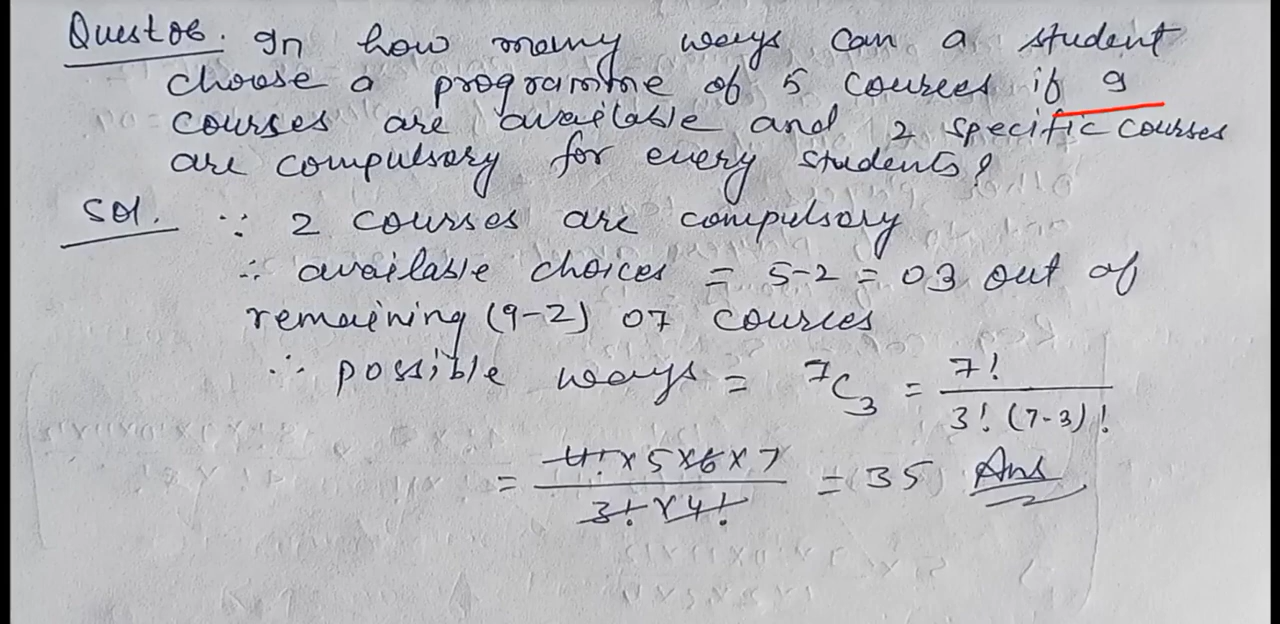 Quest 06. In how many ways can a student
choose a programme of 5 courses if 9
courses are available and 2 specific courses
are compulsory for every students?
Sol. ∵ 2 courses are compulsory
∴ available choices = 5-2 = 03 out of
remaining (9-2) 07 courses
∴ possible ways = ⁷C₃ = 7! / 3! (7-3)!
= 4! × 5 × 6 × 7 / 3! × 4! = 35 Ans